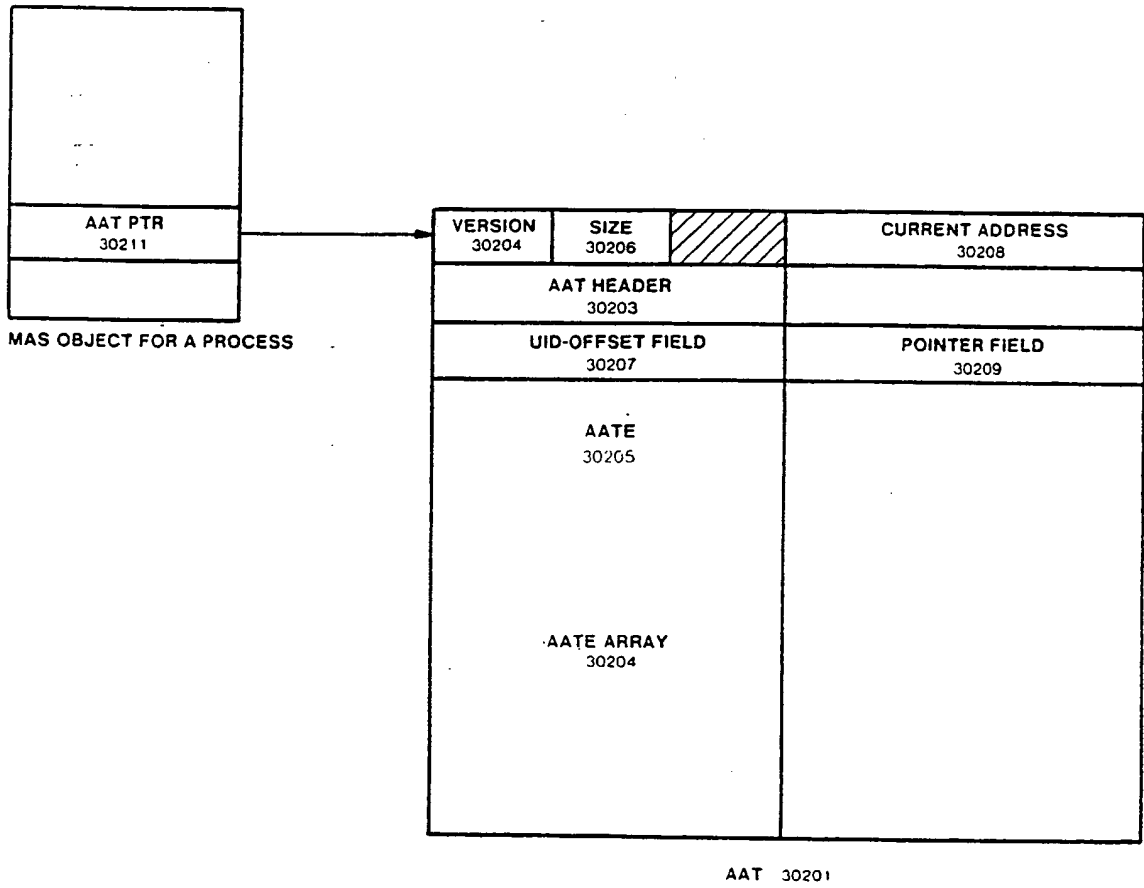 AAT PTR
30211
MAS OBJECT FOR A PROCESS
VERSION
30204
SIZE
30206
CURRENT ADDRESS
30208
AAT HEADER
30203
UID-OFFSET FIELD
30207
POINTER FIELD
30209
AATE
30205
AATE ARRAY
30204
AAT 30201